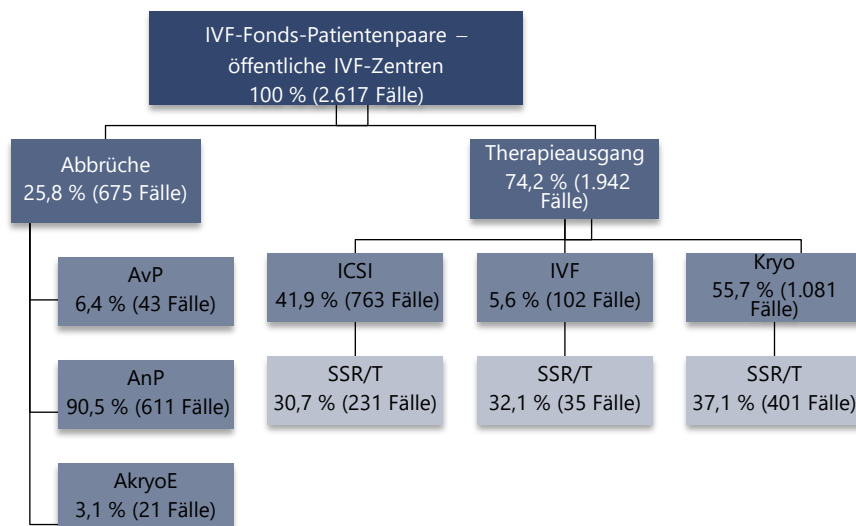 IVF-Fonds-Patientenpaare –
öffentliche IVF-Zentren
100 % (2.617 Fälle)
Abbrüche
25,8 % (675 Fälle)
Therapieausgang
74,2 % (1.942
Fälle)
AvP
6,4 % (43 Fälle)
ICSI
41,9 % (763 Fälle)
IVF
5,6 % (102 Fälle)
Kryo
55,7 % (1.081
Fälle)
AnP
90,5 % (611 Fälle)
SSR/T
30,7 % (231 Fälle)
SSR/T
32,1 % (35 Fälle)
SSR/T
37,1 % (401 Fälle)
AkryoE
3,1 % (21 Fälle)